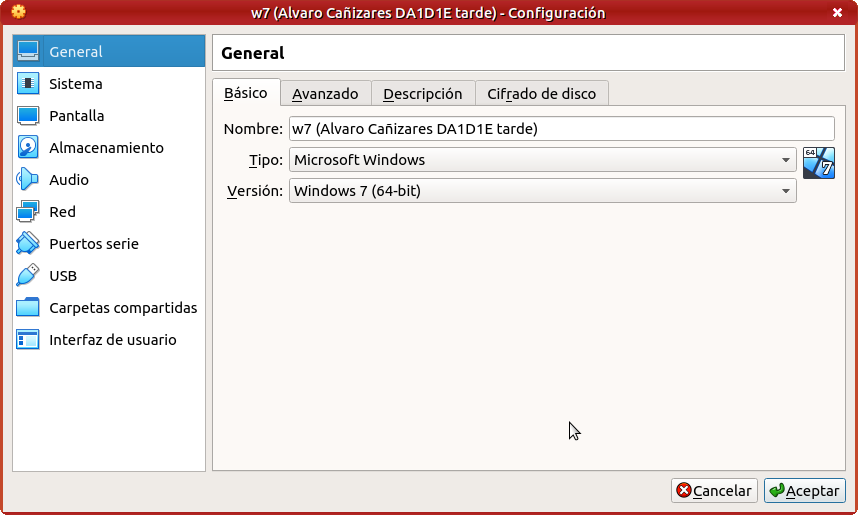 w7 (Alvaro Cañizares DA1D1E tarde) - Configuración
General
Sistema
Pantalla
Almacenamiento
Audio
Red
Puertos serie
USB
Carpetas compartidas
Interfaz de usuario
General
Básico Avanzado Descripción Cifrado de disco
Nombre: w7 (Alvaro Cañizares DA1D1E tarde)
Tipo: Microsoft Windows
64
7
Versión: Windows 7 (64-bit)
Cancelar Aceptar